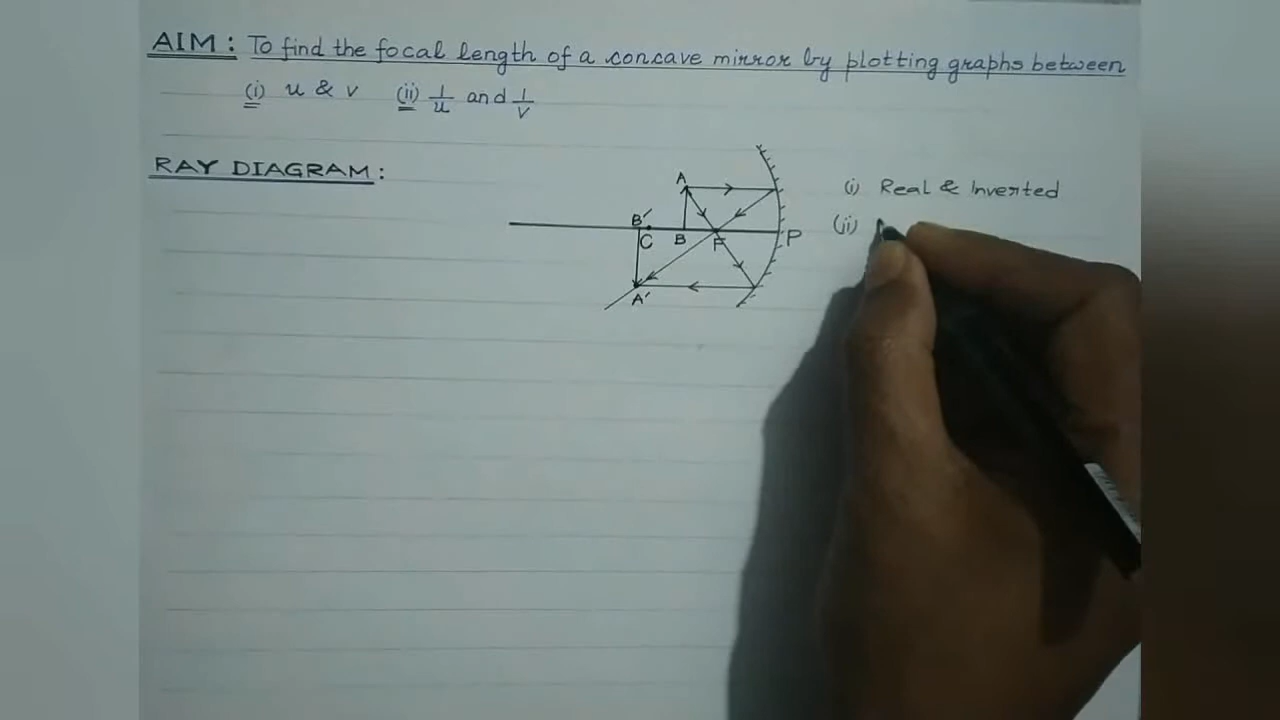 AIM: To find the focal length of a concave mirror by plotting graphs between
(i) u & v (ii) 1/u and 1/v
RAY DIAGRAM:
(i) Real & Inverted
(ii)
A
B'
C
B
F
P
A'